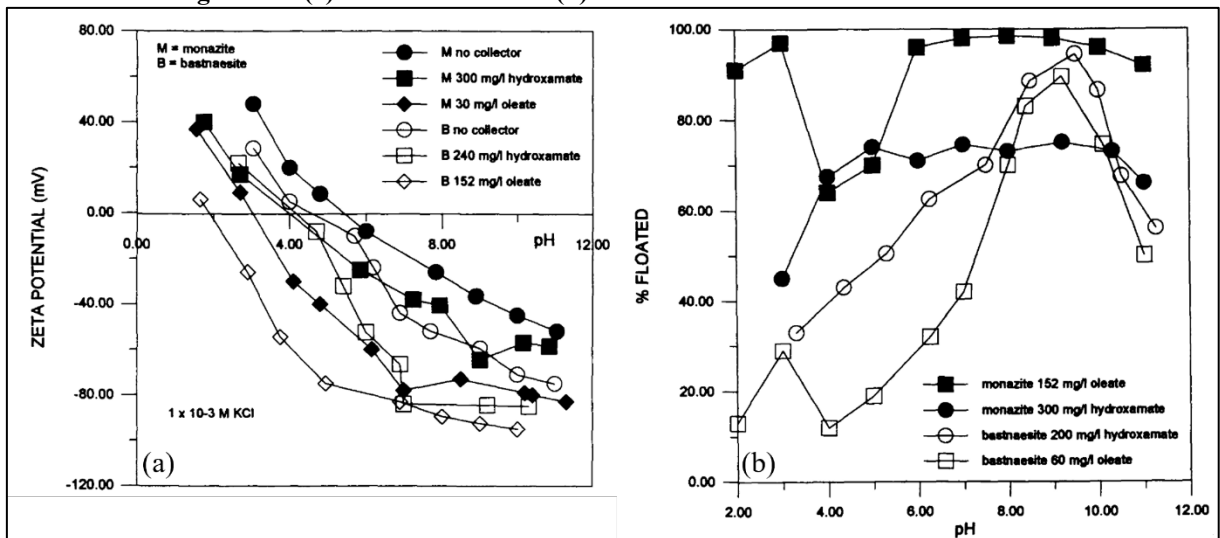 M = monazite
B = bastnaesite
M no collector
M 300 mg/l hydroxamate
M 30 mg/l oleate
B no collector
B 240 mg/l hydroxamate
B 152 mg/l oleate
80.00
40.00
0.00
-40.00
-80.00
-120.00
ZETA POTENTIAL (mV)
0.00
4.00
8.00
12.00
pH
1 x 10-3 M KCl
(a)
100.00
80.00
60.00
40.00
20.00
0.00
% FLOATED
monazite 152 mg/l oleate
monazite 300 mg/l hydroxamate
bastnaesite 200 mg/l hydroxamate
bastnaesite 60 mg/l oleate
(b)
2.00
4.00
6.00
8.00
10.00
12.00
pH